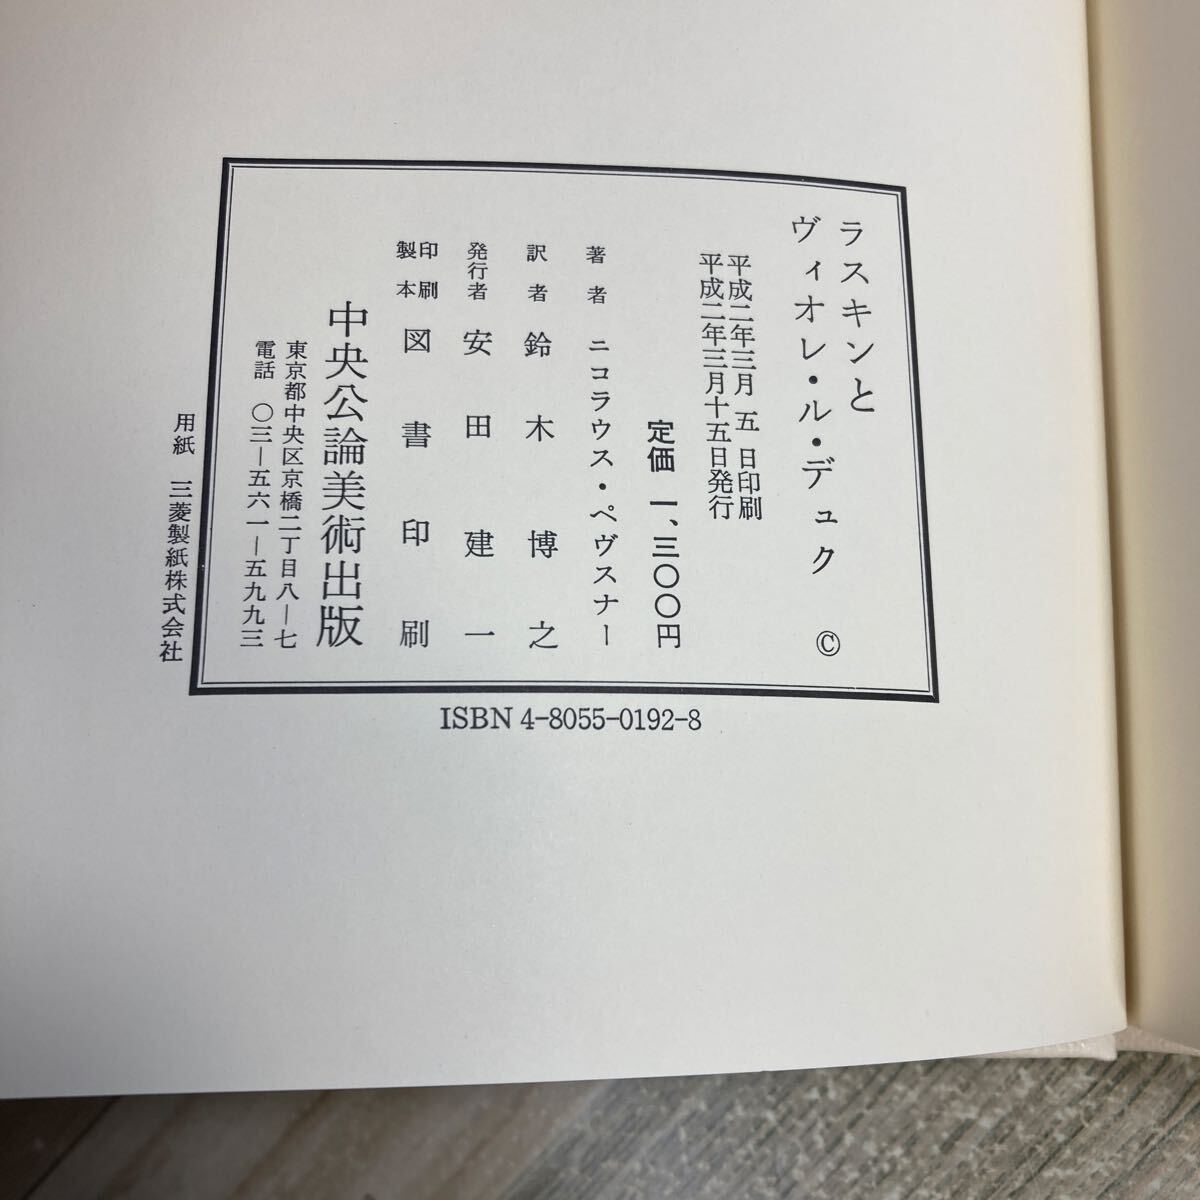 ラスキンと
ヴィオレ・ル・デュク ©
平成二年三月 五 日印刷
平成二年三月十五日発行
定価 一、三〇〇円
著者 ニコラウス・ペヴスナー
訳者 鈴木博之
発行者 安田建一
印刷
製本 図書印刷
中央公論美術出版
東京都中央区京橋二丁目八―七
電話 〇三―五六一―五九九三
用紙 三菱製紙株式会社
ISBN 4-8055-0192-8